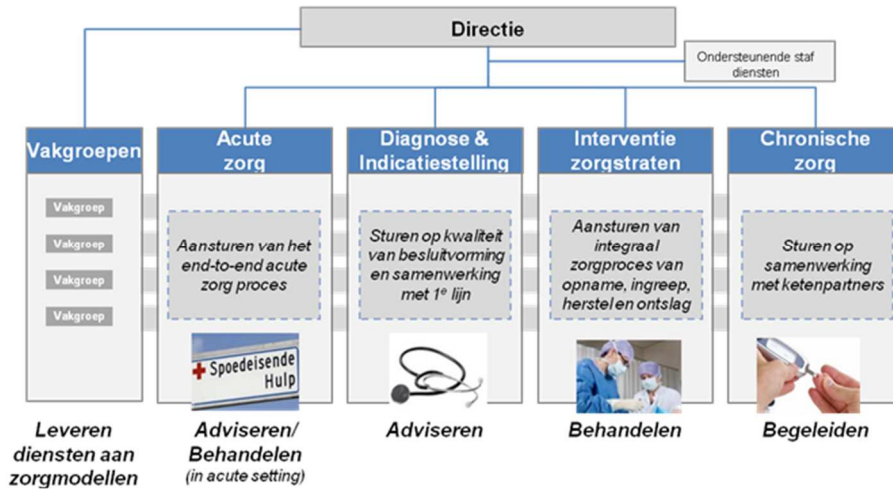 Directie
Ondersteunende staf
diensten
Vakgroepen
Acute
zorg
Diagnose &
Indicatiestelling
Interventie
zorgstraten
Chronische
zorg
Vakgroep
Vakgroep
Vakgroep
Vakgroep
Aansturen van het
end-to-end acute
zorg proces
Sturen op kwaliteit
van besluitvorming
en samenwerking
met 1e lijn
Aansturen van
integraal
zorgproces van
opname, ingreep,
herstel en ontslag
Sturen op
samenwerking
met ketenpartners
Spoedeisende
Hulp
Leveren
diensten aan
zorgmodellen
Adviseren/
Behandelen
(in acute setting)
Adviseren
Behandelen
Begeleiden